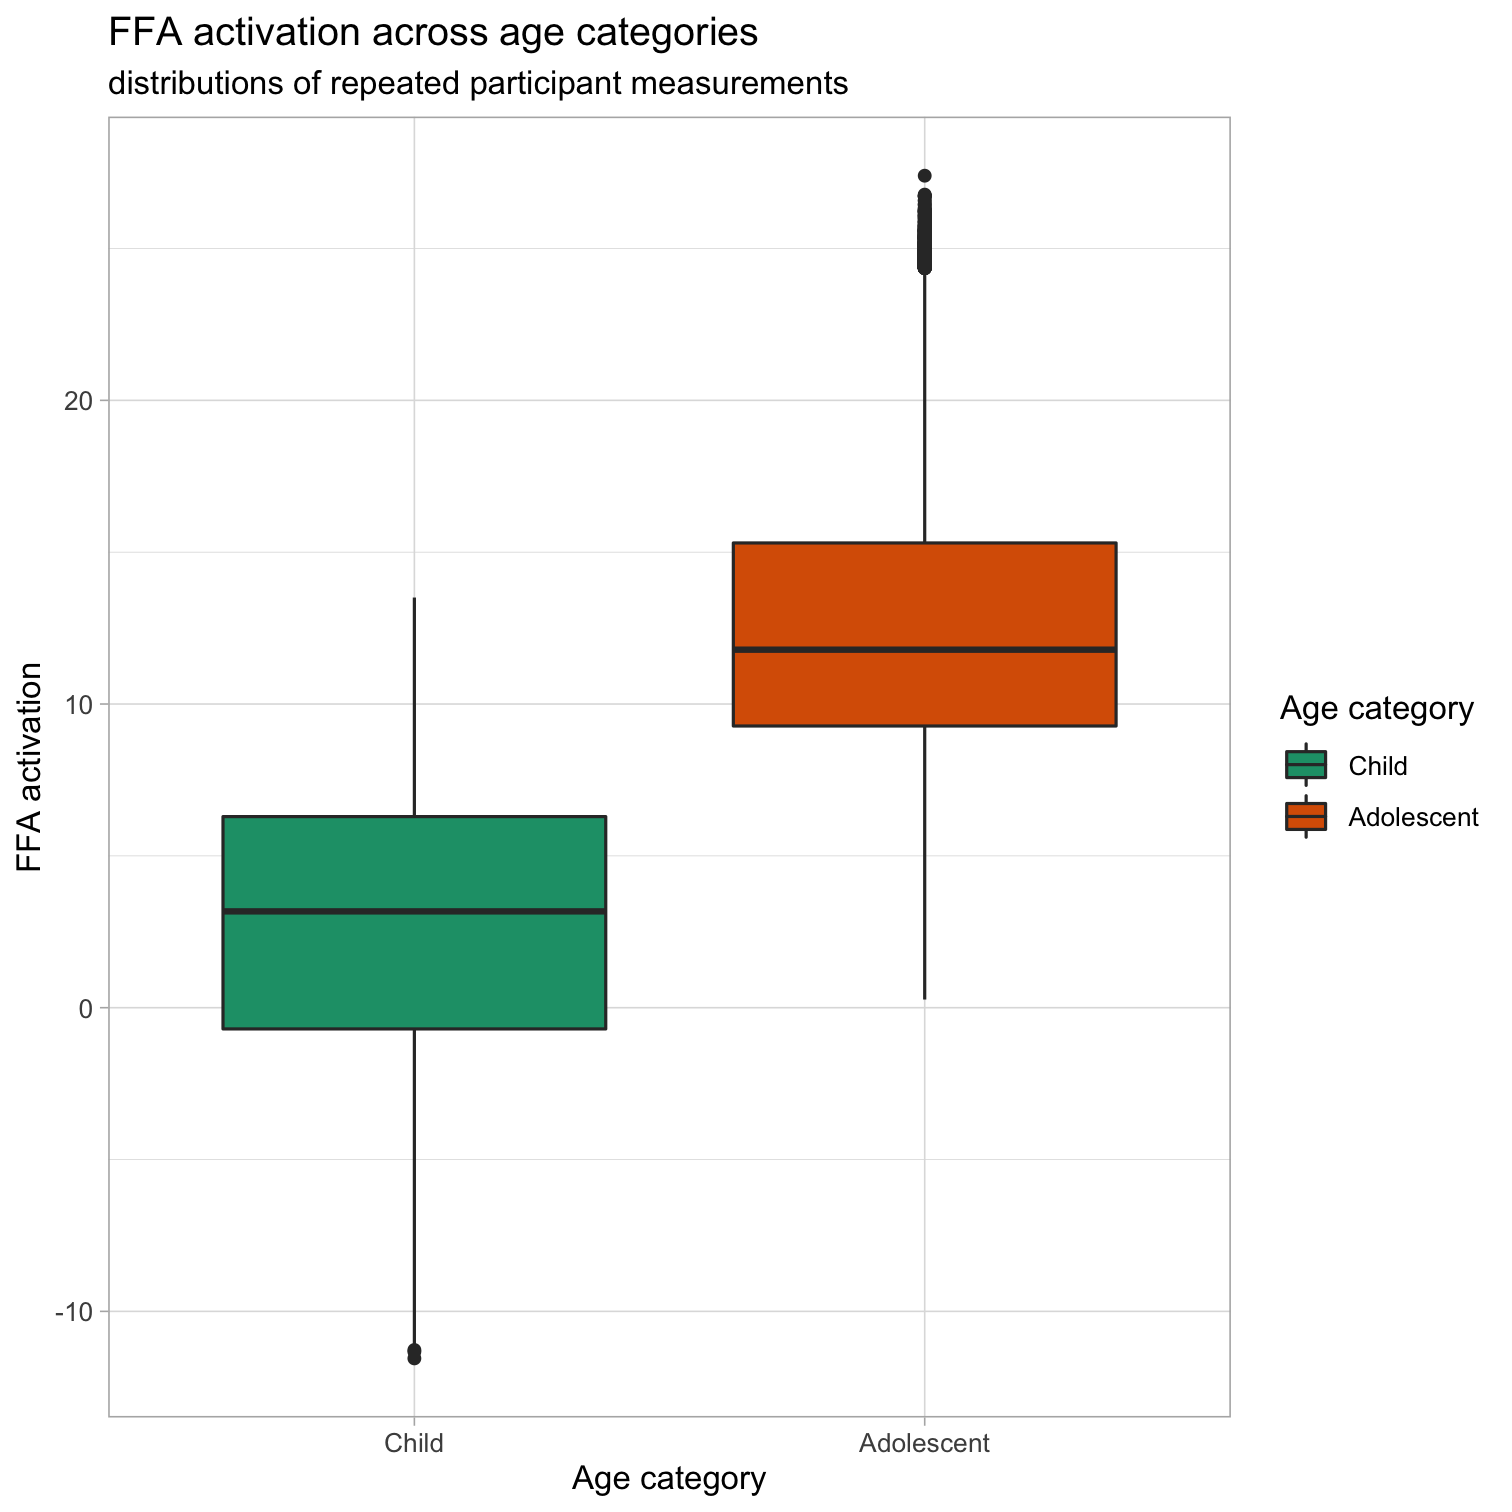 FFA activation across age categories
distributions of repeated participant measurements
20
10
0
-10
FFA activation
Child
Adolescent
Age category
Age category
Child
Adolescent